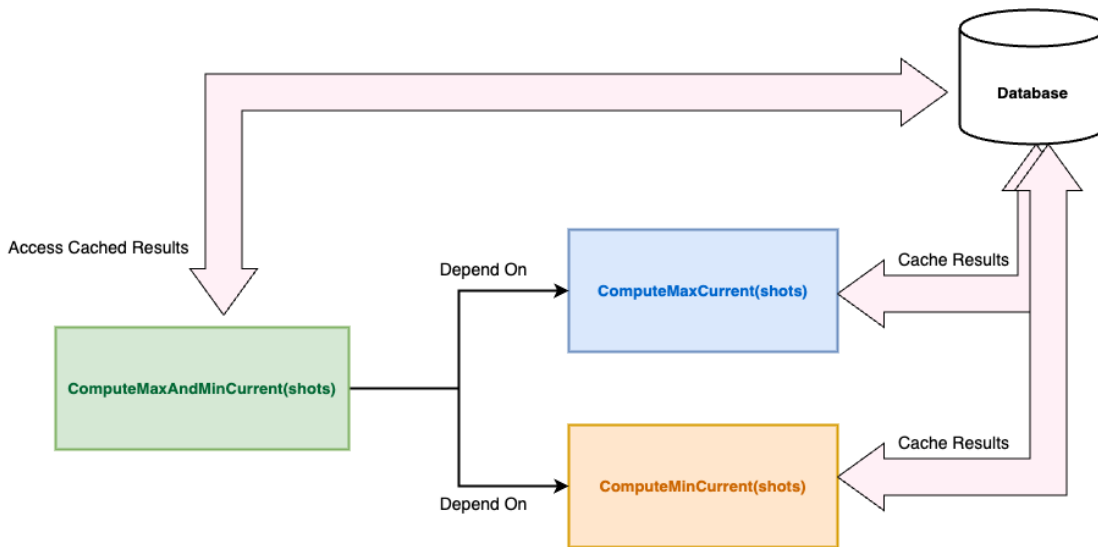 Database
Access Cached Results
Depend On
ComputeMaxCurrent(shots)
Cache Results
ComputeMaxAndMinCurrent(shots)
Depend On
ComputeMinCurrent(shots)
Cache Results